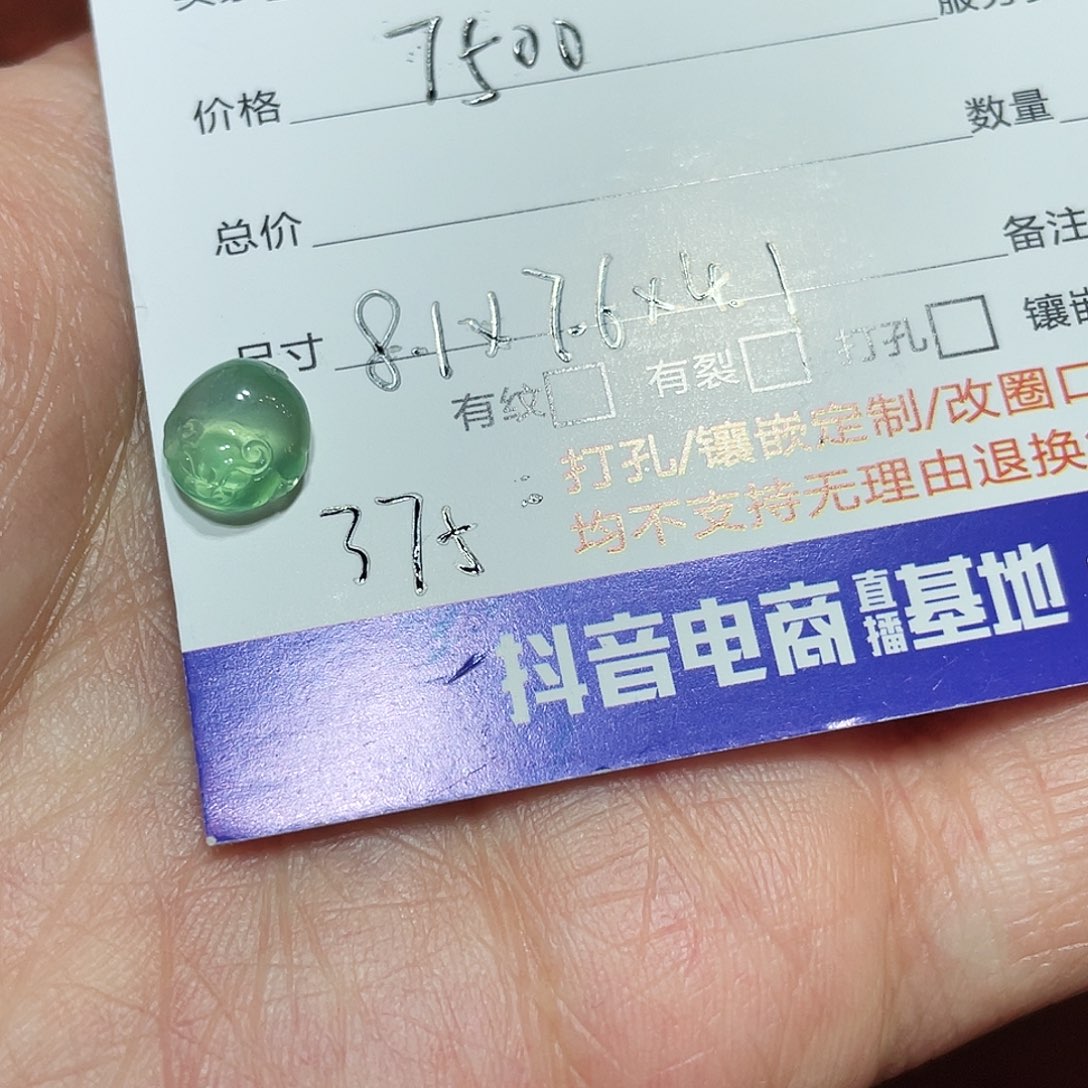 7500
价格
数量
总价
备注
尺寸 8.1x7.6x4.1
有纹 有裂 打孔 镶嵌
打孔/镶嵌定制/改圈口
均不支持无理由退换
375
抖音电商直播基地